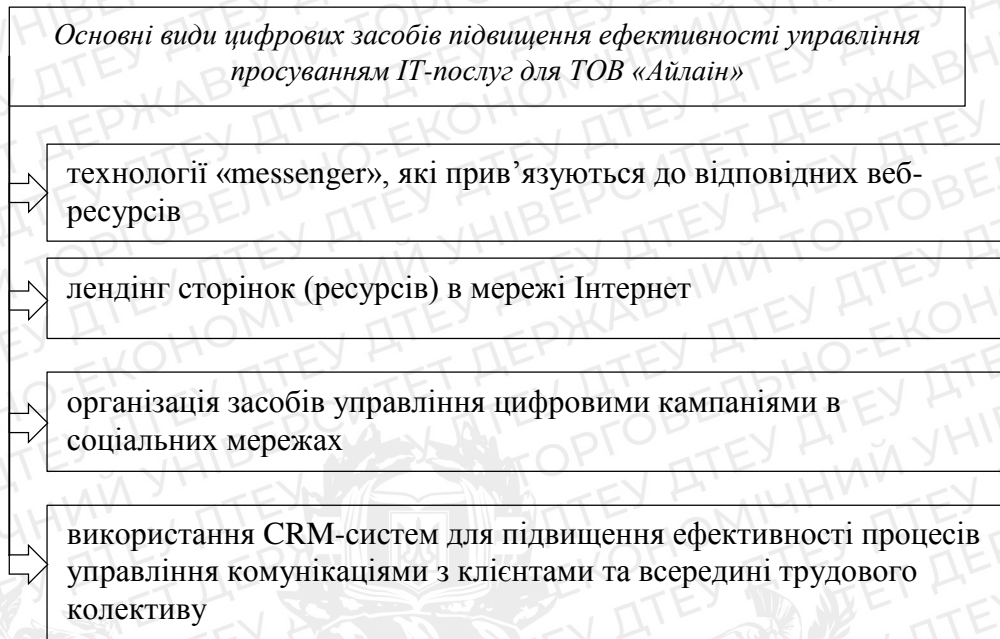 Основні види цифрових засобів підвищення ефективності управління
просуванням ІТ-послуг для ТОВ «Айлаін»
технології «messenger», які прив’язуються до відповідних веб-
ресурсів
лендінг сторінок (ресурсів) в мережі Інтернет
організація засобів управління цифровими кампаніями в
соціальних мережах
використання CRM-систем для підвищення ефективності процесів
управління комунікаціями з клієнтами та всередині трудового
колективу